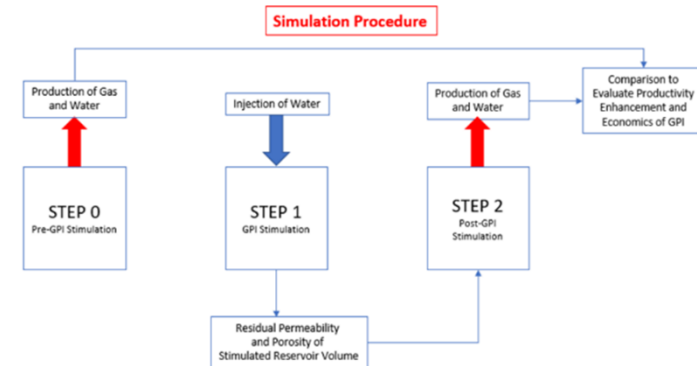 Simulation Procedure
Production of Gas
and Water
Injection of Water
Production of Gas
and Water
Comparison to
Evaluate Productivity
Enhancement and
Economics of GPI
STEP 0
Pre-GPI Stimulation
STEP 1
GPI Stimulation
STEP 2
Post-GPI
Stimulation
Residual Permeability
and Porosity of
Stimulated Reservoir Volume